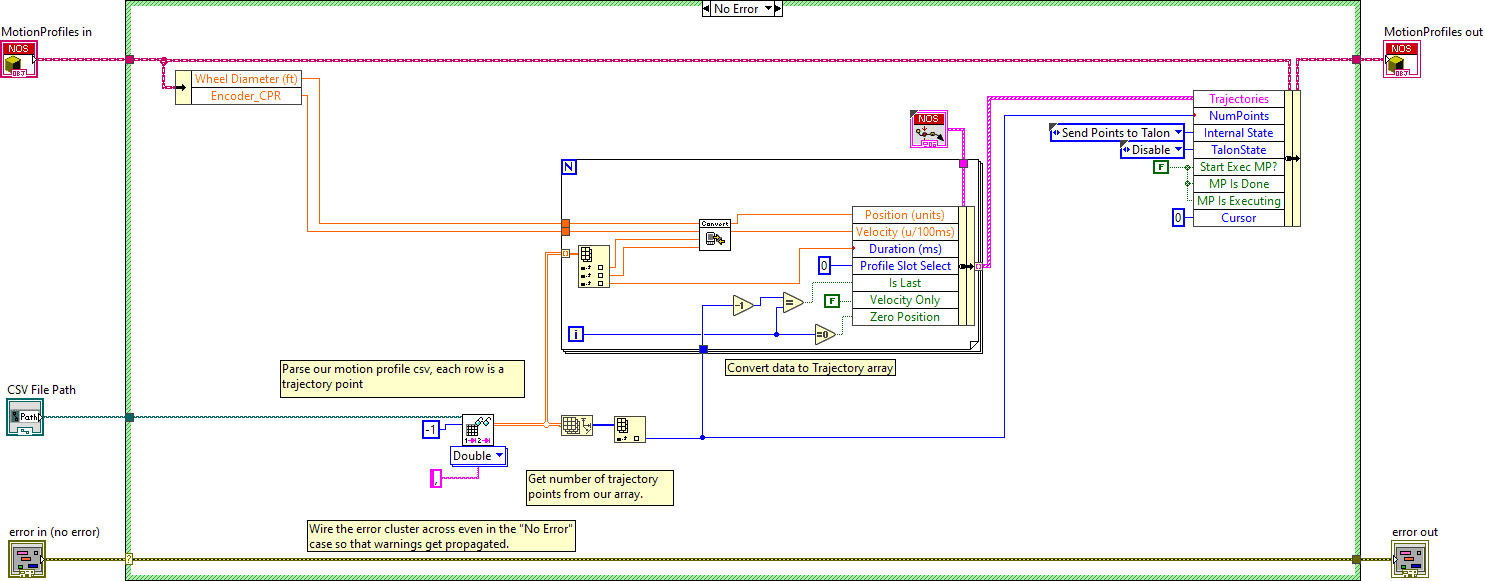 No Error
MotionProfiles in
NOS
OBJ
MotionProfiles out
NOS
OBJ
Wheel Diameter (ft)
Encoder_CPR
NOS
Trajectories
NumPoints
Send Points to Talon
Internal State
Disable
TalonState
F
Start Exec MP?
MP Is Done
MP Is Executing
0
Cursor
N
Convert
Position (units)
Velocity (u/100ms)
Duration (ms)
0
Profile Slot Select
Is Last
F
Velocity Only
Zero Position
-1
=
=0
i
Convert data to Trajectory array
Parse our motion profile csv, each row is a
trajectory point
CSV File Path
Path
-1
Double
,
Get number of trajectory
points from our array.
Wire the error cluster across even in the "No Error"
case so that warnings get propagated.
error in (no error)
?
error out